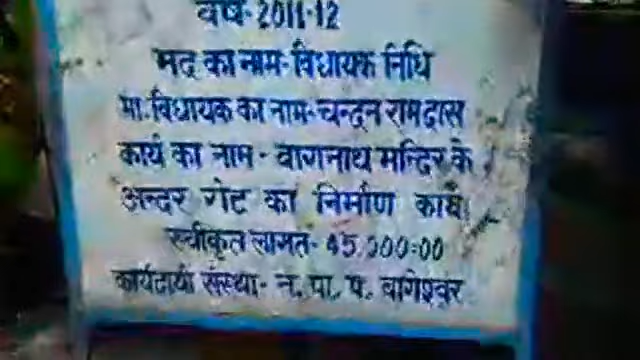 वर्ष-2011-12
मद का नाम-विधायक निधि
मा.विधायक का नाम-चन्दन रामदास
कार्य का नाम-वागनाथ मन्दिर के
अन्दर गेट का निर्माण कार्य।
स्वीकृत लागत-45,000=00
कार्यदायी संस्था-न. पा. प. बागेश्वर